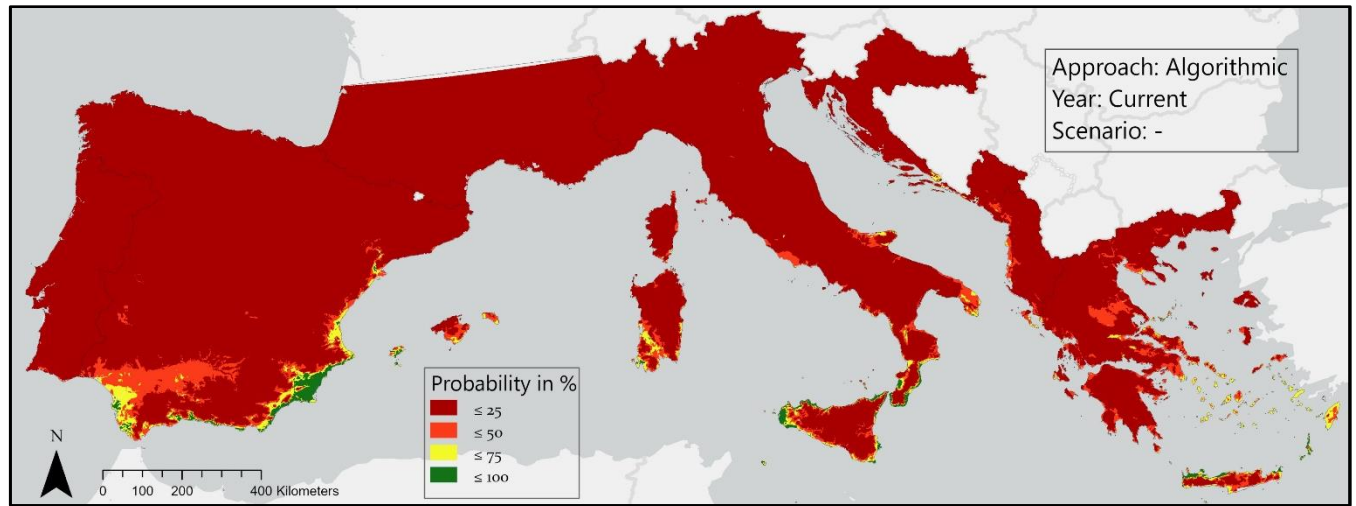 Approach: Algorithmic
Year: Current
Scenario: -
Probability in %
≤ 25
≤ 50
≤ 75
≤ 100
N
0 100 200 400 Kilometers